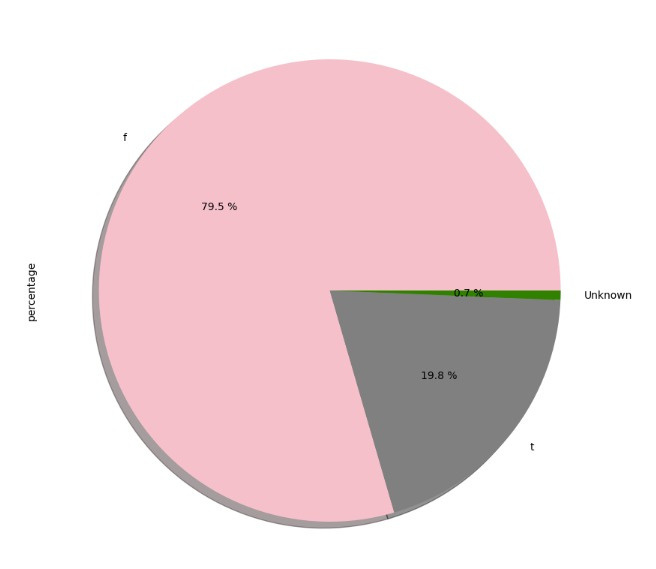 f
79.5 %
percentage
0.7 %
Unknown
19.8 %
t